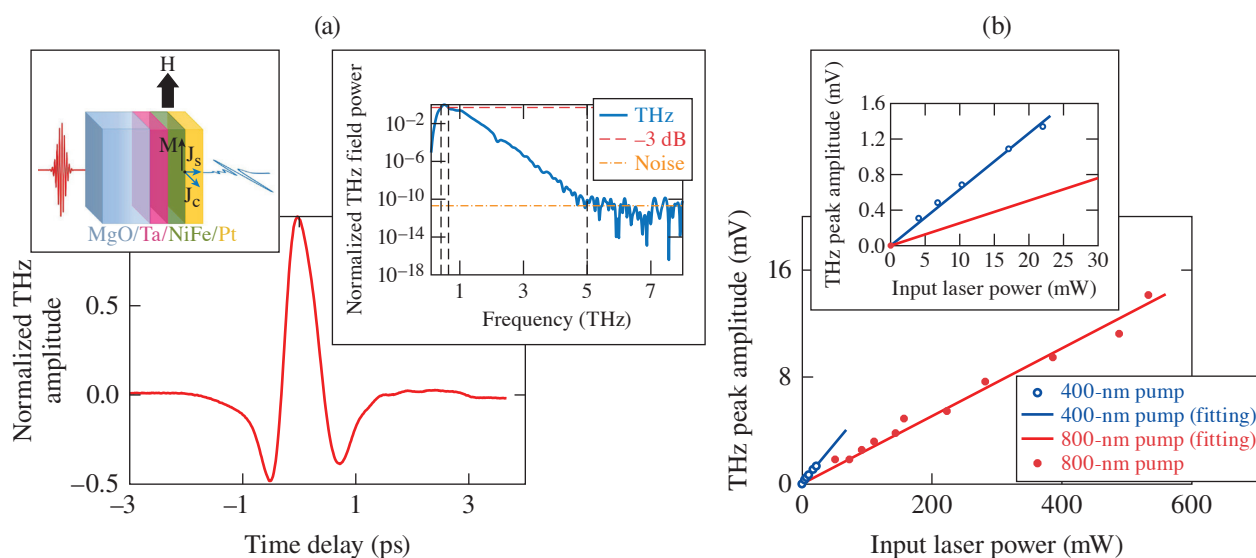 (a)
H
M
J_s
J_c
MgO/Ta/NiFe/Pt
Normalized THz field power
10^−2
10^−6
10^−10
10^−14
10^−18
THz
−3 dB
Noise
1 3 5 7
Frequency (THz)
Normalized THz
amplitude
0.5
0.0
−0.5
−3 −1 1 3
Time delay (ps)
(b)
THz peak amplitude (mV)
1.6
1.2
0.8
0.4
0.0
0 5 10 15 20 25 30
Input laser power (mW)
THz peak amplitude (mV)
16
8
0
400-nm pump
400-nm pump (fitting)
800-nm pump (fitting)
800-nm pump
0 200 400 600
Input laser power (mW)